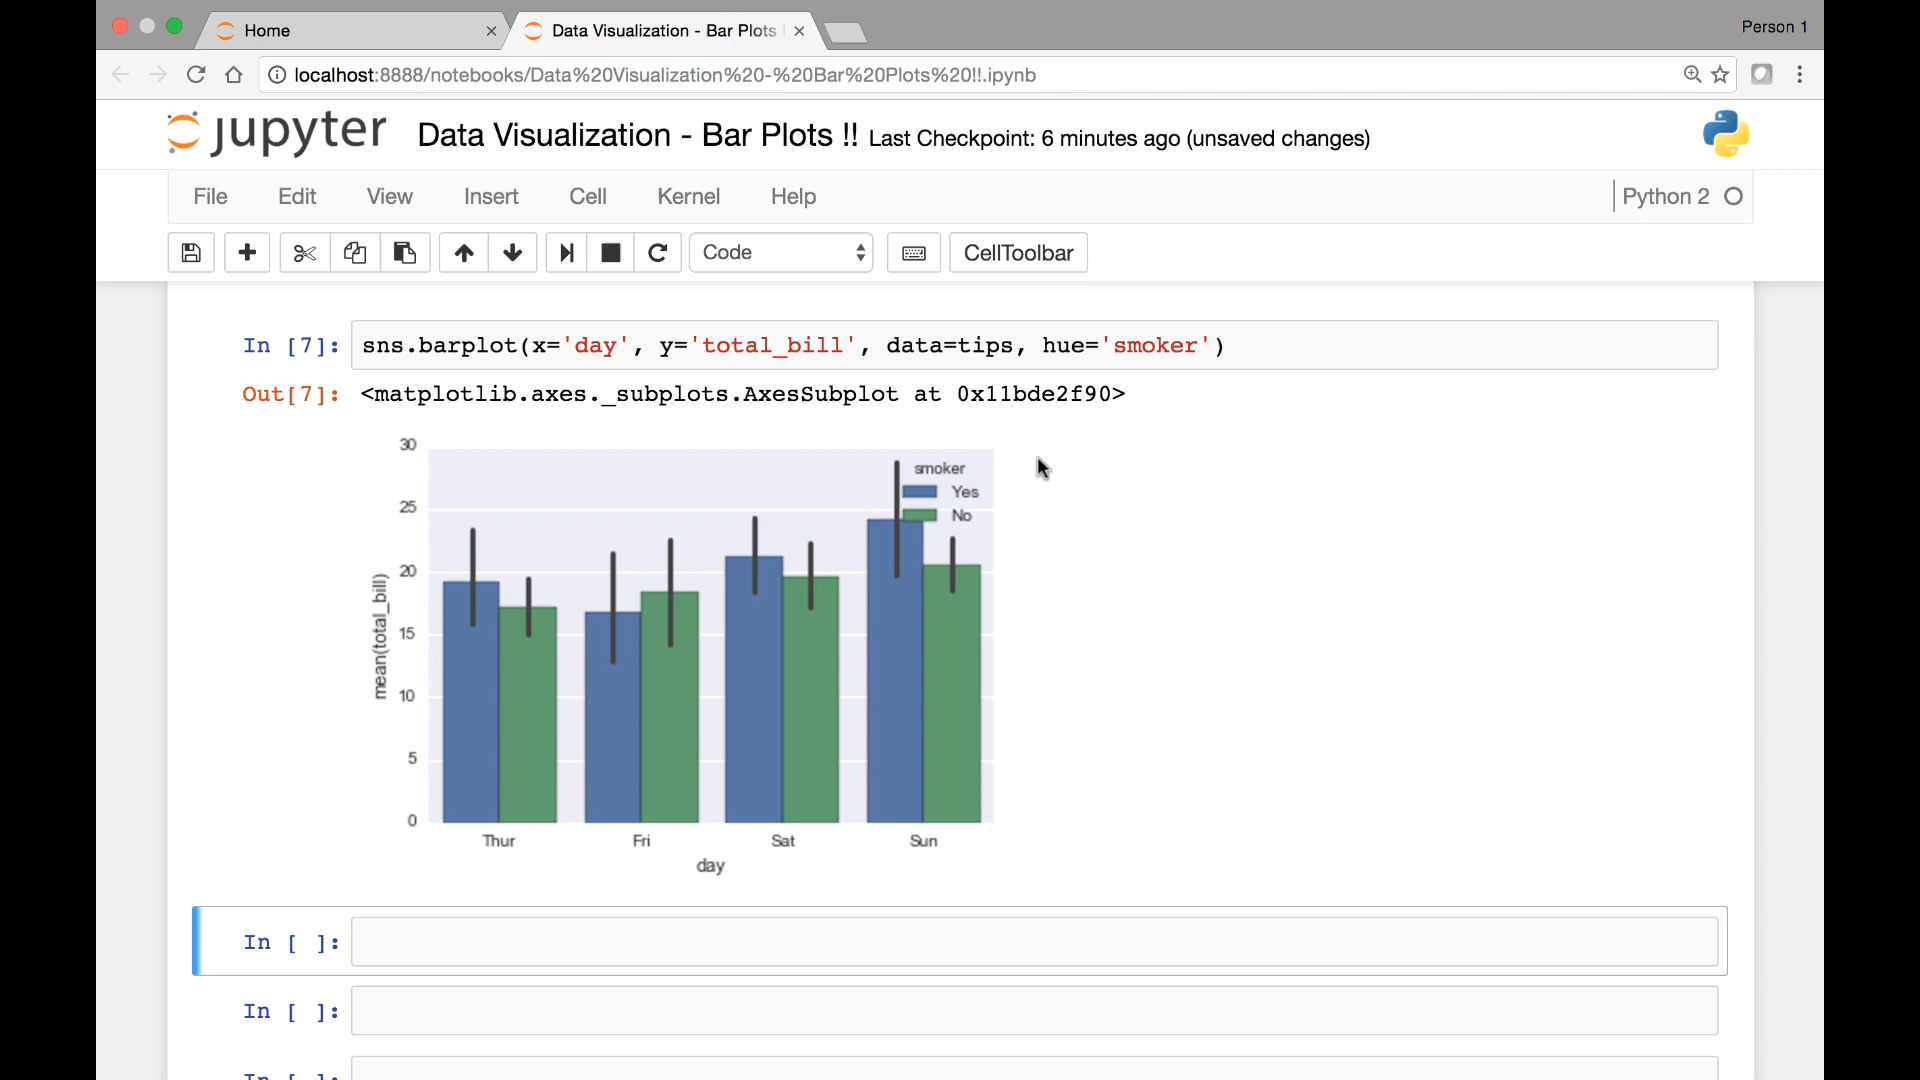 Home
Data Visualization - Bar Plots
Person 1
localhost:8888/notebooks/Data%20Visualization%20-%20Bar%20Plots%20!!.ipynb
jupyter Data Visualization - Bar Plots !! Last Checkpoint: 6 minutes ago (unsaved changes)
File Edit View Insert Cell Kernel Help Python 2
Code CellToolbar
In [7]: sns.barplot(x='day', y='total_bill', data=tips, hue='smoker')
Out[7]: <matplotlib.axes._subplots.AxesSubplot at 0x11bde2f90>
30
25
20
15
10
5
0
mean(total_bill)
smoker
Yes
No
Thur Fri Sat Sun
day
In [ ]:
In [ ]:
In [ ]: